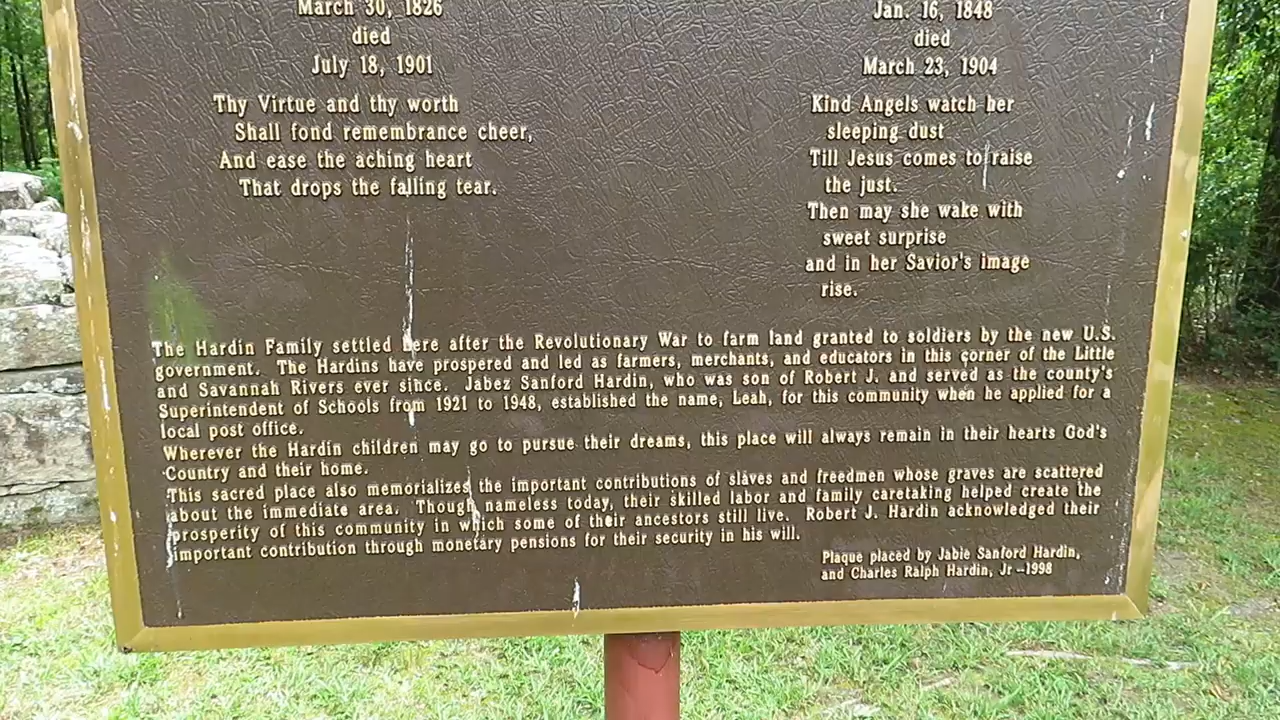 March 30, 1826
died
July 18, 1901
Thy Virtue and thy worth
Shall fond remembrance cheer,
And ease the aching heart
That drops the falling tear.
Jan. 16, 1848
died
March 23, 1904
Kind Angels watch her
sleeping dust
Till Jesus comes to raise
the just.
Then may she wake with
sweet surprise
and in her Savior's image
rise.
The Hardin Family settled here after the Revolutionary War to farm land granted to soldiers by the new U.S.
government. The Hardins have prospered and led as farmers, merchants, and educators in this corner of the Little
and Savannah Rivers ever since. Jabez Sanford Hardin, who was son of Robert J. and served as the county's
Superintendent of Schools from 1921 to 1948, established the name, Leah, for this community when he applied for a
local post office.
Wherever the Hardin children may go to pursue their dreams, this place will always remain in their hearts God's
Country and their home.
This sacred place also memorializes the important contributions of slaves and freedmen whose graves are scattered
about the immediate area. Though nameless today, their skilled labor and family caretaking helped create the
prosperity of this community in which some of their ancestors still live. Robert J. Hardin acknowledged their
important contribution through monetary pensions for their security in his will.
Plaque placed by Jabie Sanford Hardin,
and Charles Ralph Hardin, Jr -1998